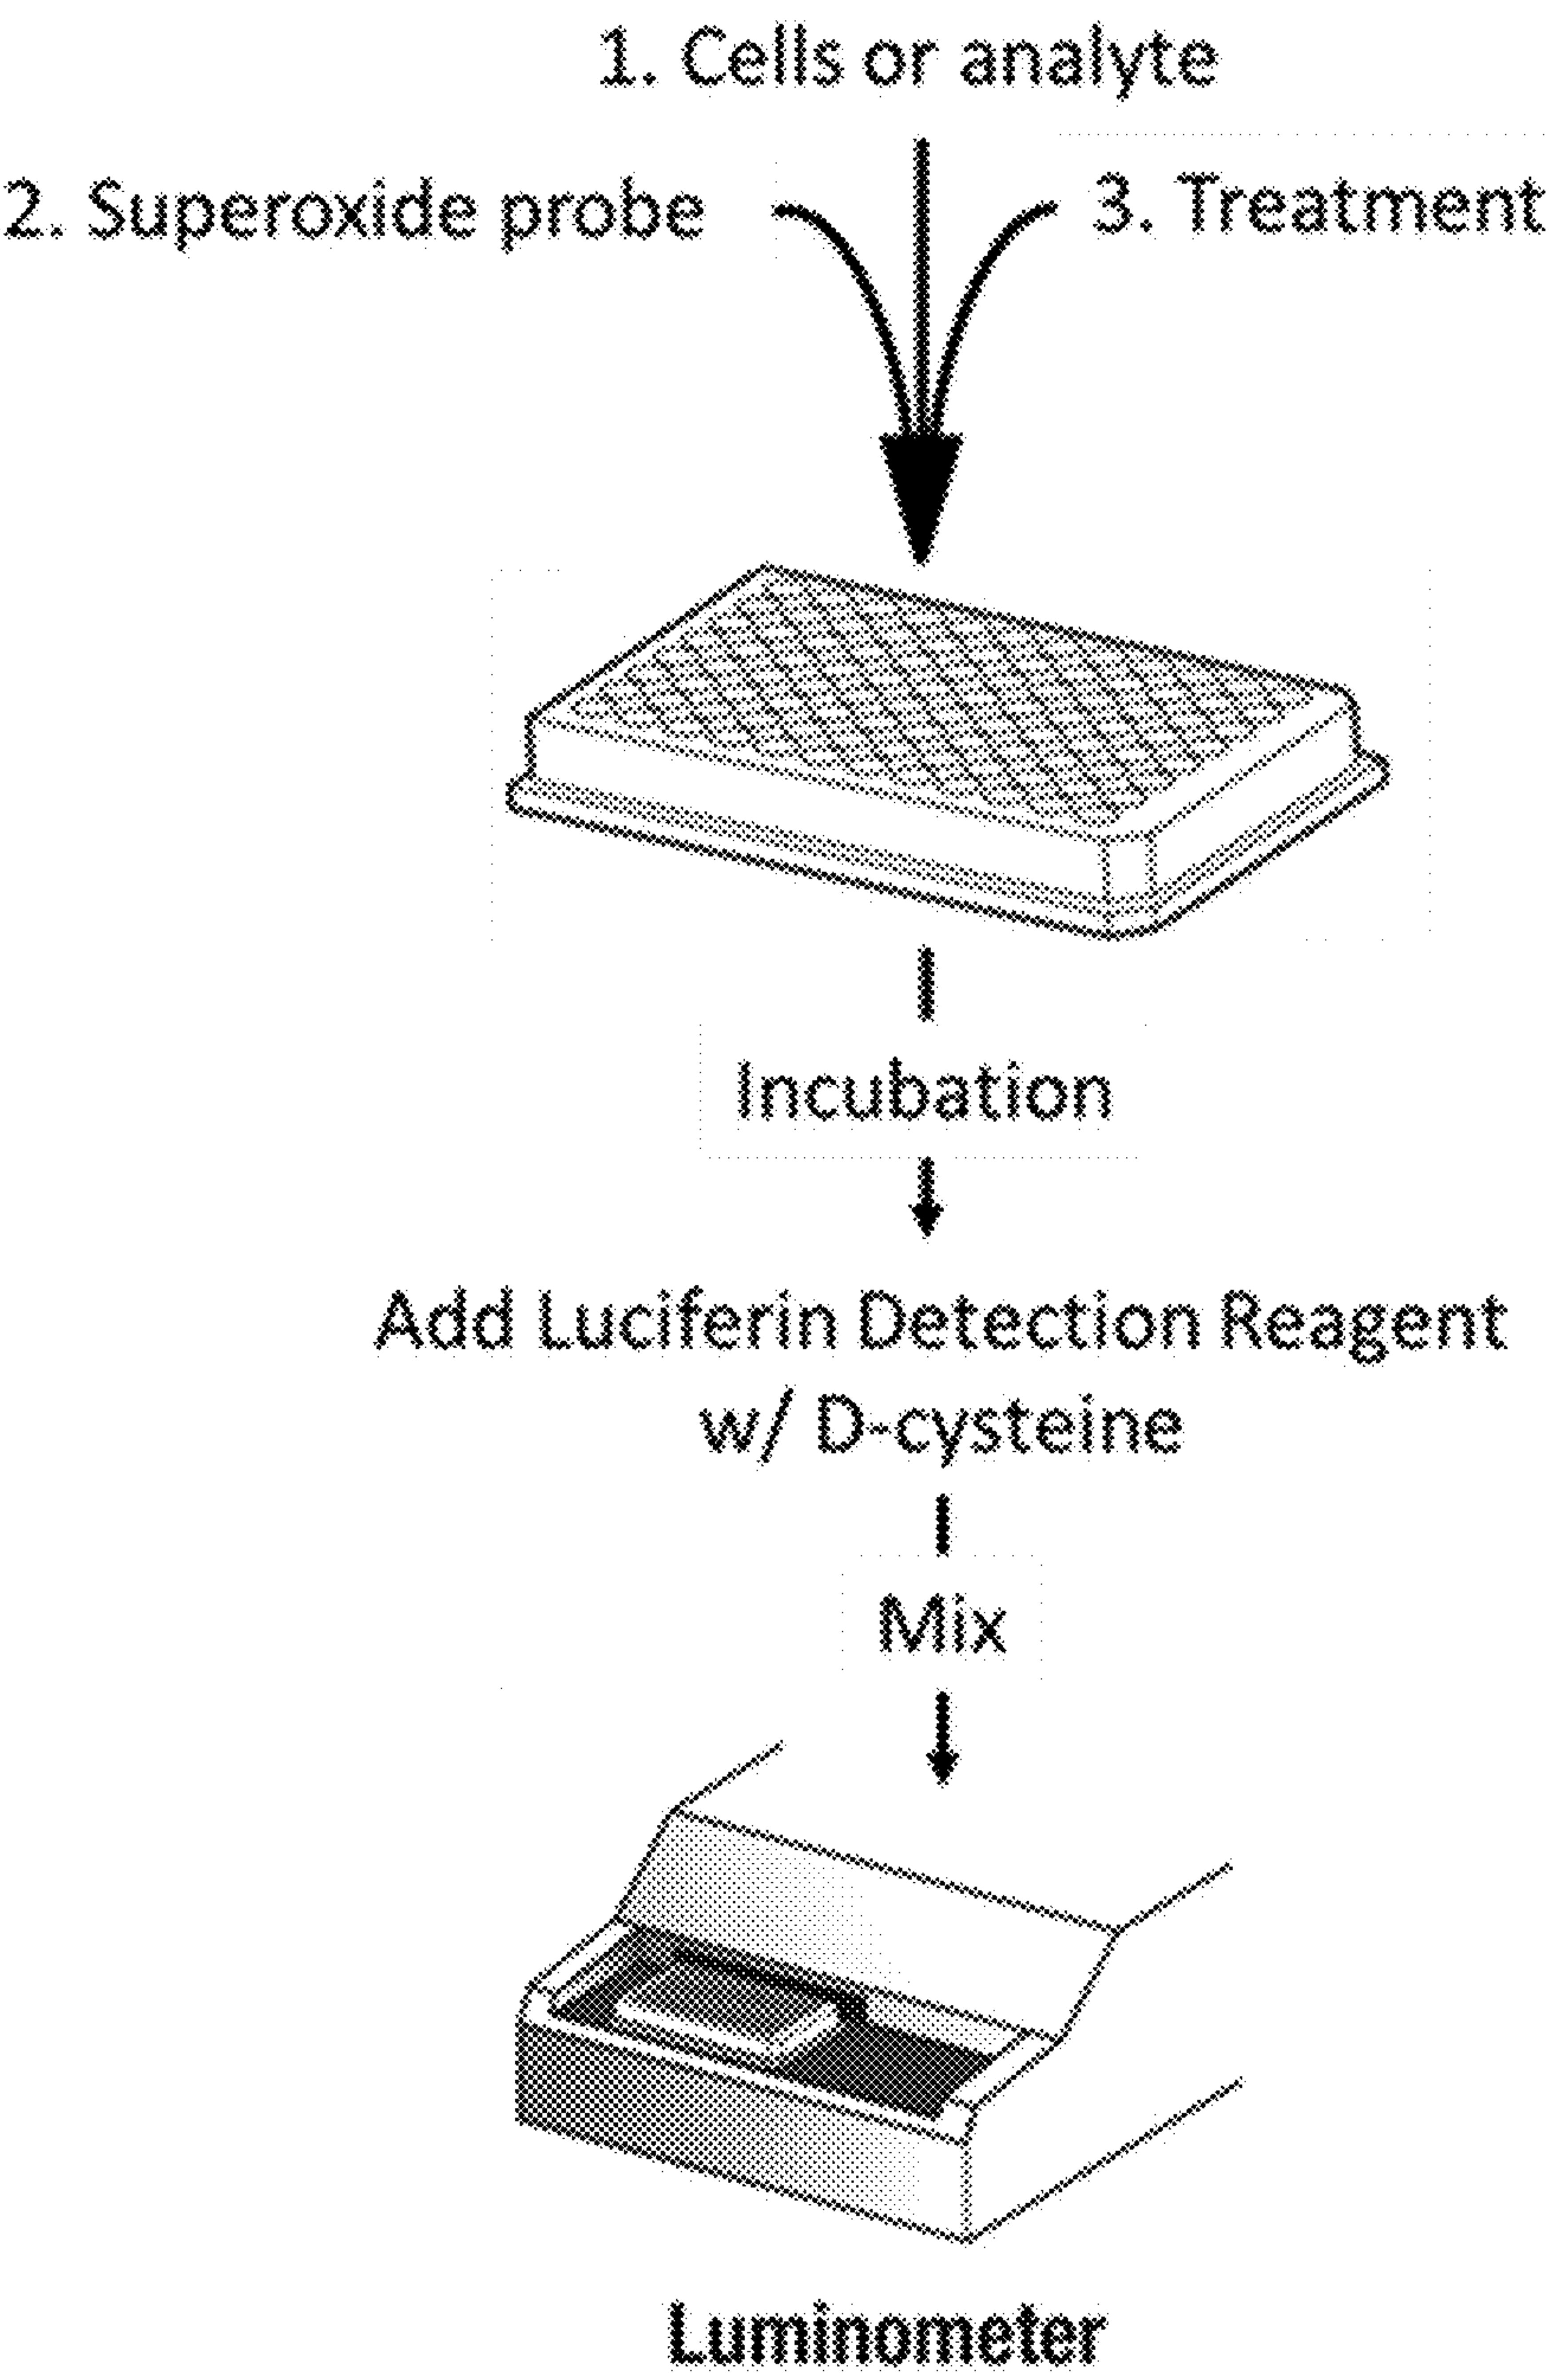 1. Cells or analyte
2. Superoxide probe
3. Treatment
Incubation
Add Luciferin Detection Reagent
w/ D-cysteine
Mix
Luminometer